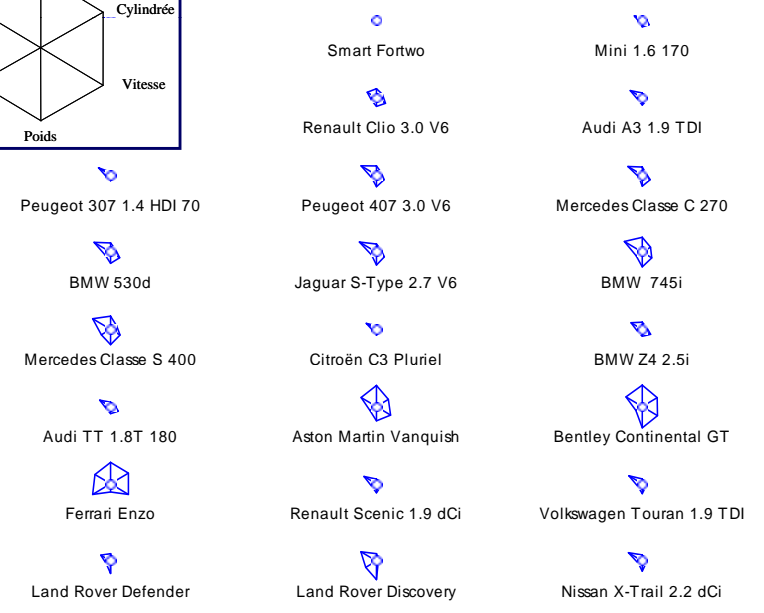 Cylindrée
Smart Fortwo
Mini 1.6 170
Vitesse
Poids
Renault Clio 3.0 V6
Audi A3 1.9 TDI
Peugeot 307 1.4 HDI 70
Peugeot 407 3.0 V6
Mercedes Classe C 270
BMW 530d
Jaguar S-Type 2.7 V6
BMW 745i
Mercedes Classe S 400
Citroën C3 Pluriel
BMW Z4 2.5i
Audi TT 1.8T 180
Aston Martin Vanquish
Bentley Continental GT
Ferrari Enzo
Renault Scenic 1.9 dCi
Volkswagen Touran 1.9 TDI
Land Rover Defender
Land Rover Discovery
Nissan X-Trail 2.2 dCi